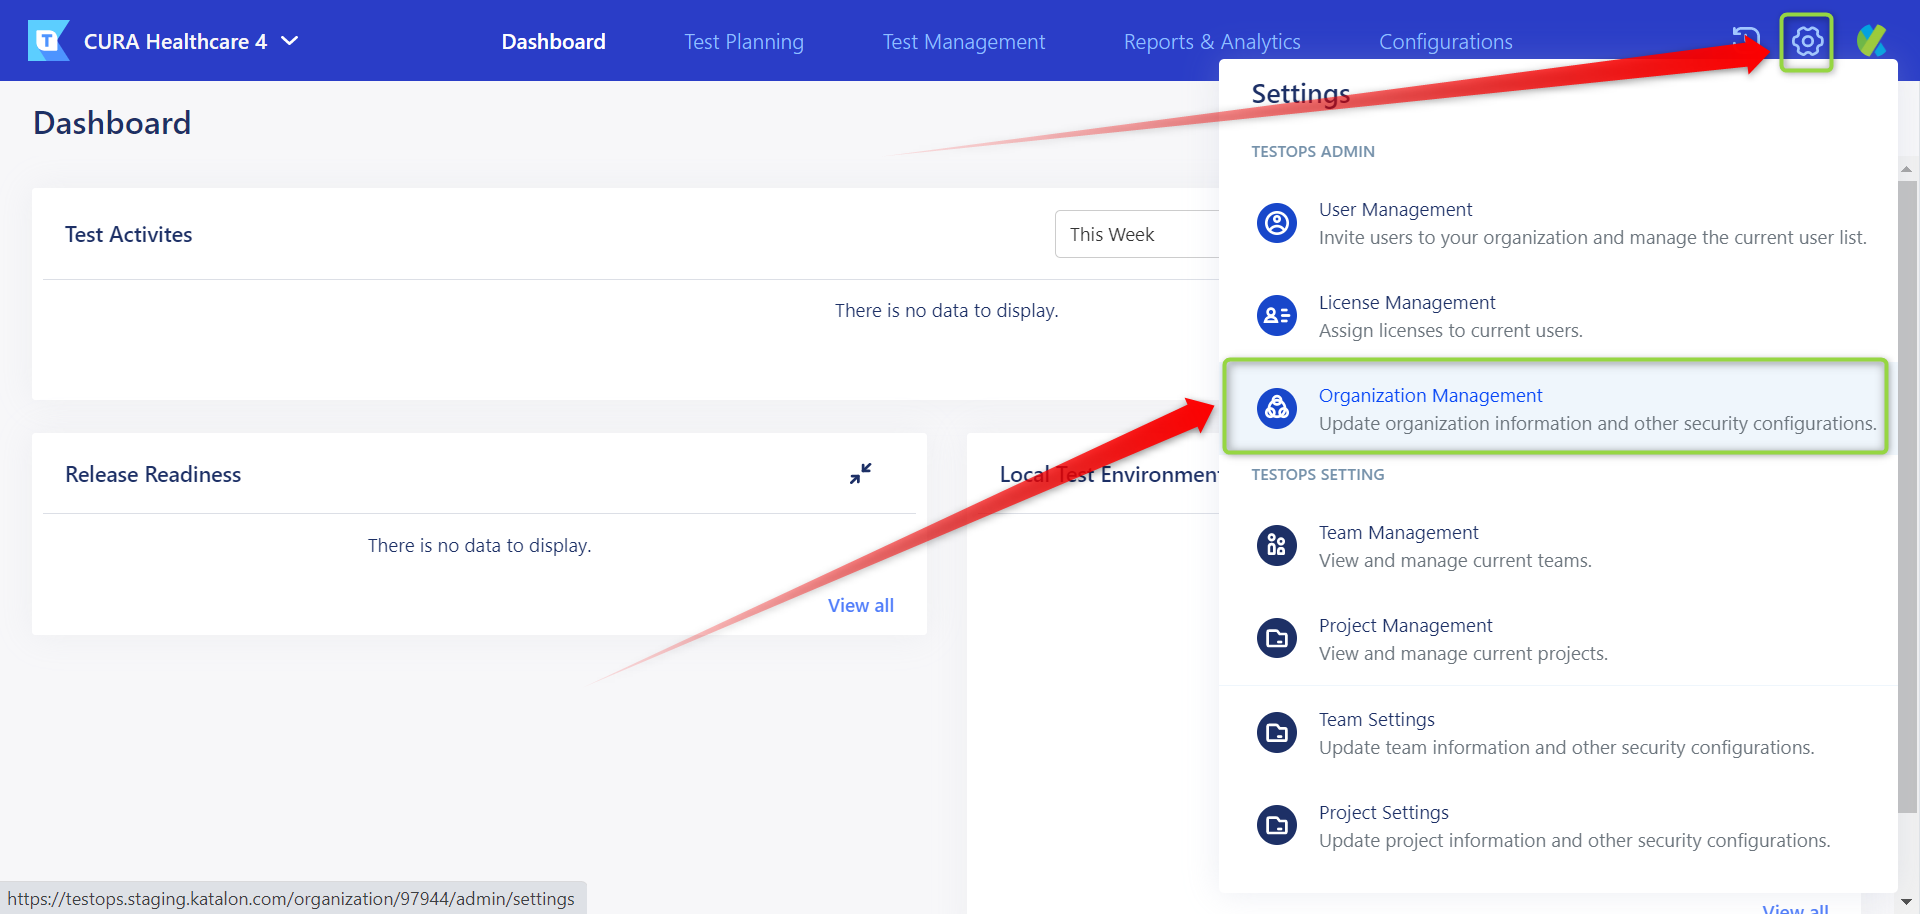 T
CURA Healthcare 4
Dashboard
Test Planning
Test Management
Reports & Analytics
Configurations
Dashboard
Test Activites
This Week
There is no data to display.
Release Readiness
There is no data to display.
View all
Local Test Environment
Settings
TESTOPS ADMIN
User Management
Invite users to your organization and manage the current user list.
License Management
Assign licenses to current users.
Organization Management
Update organization information and other security configurations.
TESTOPS SETTING
Team Management
View and manage current teams.
Project Management
View and manage current projects.
Team Settings
Update team information and other security configurations.
Project Settings
Update project information and other security configurations.
View all
https://testops.staging.katalon.com/organization/97944/admin/settings